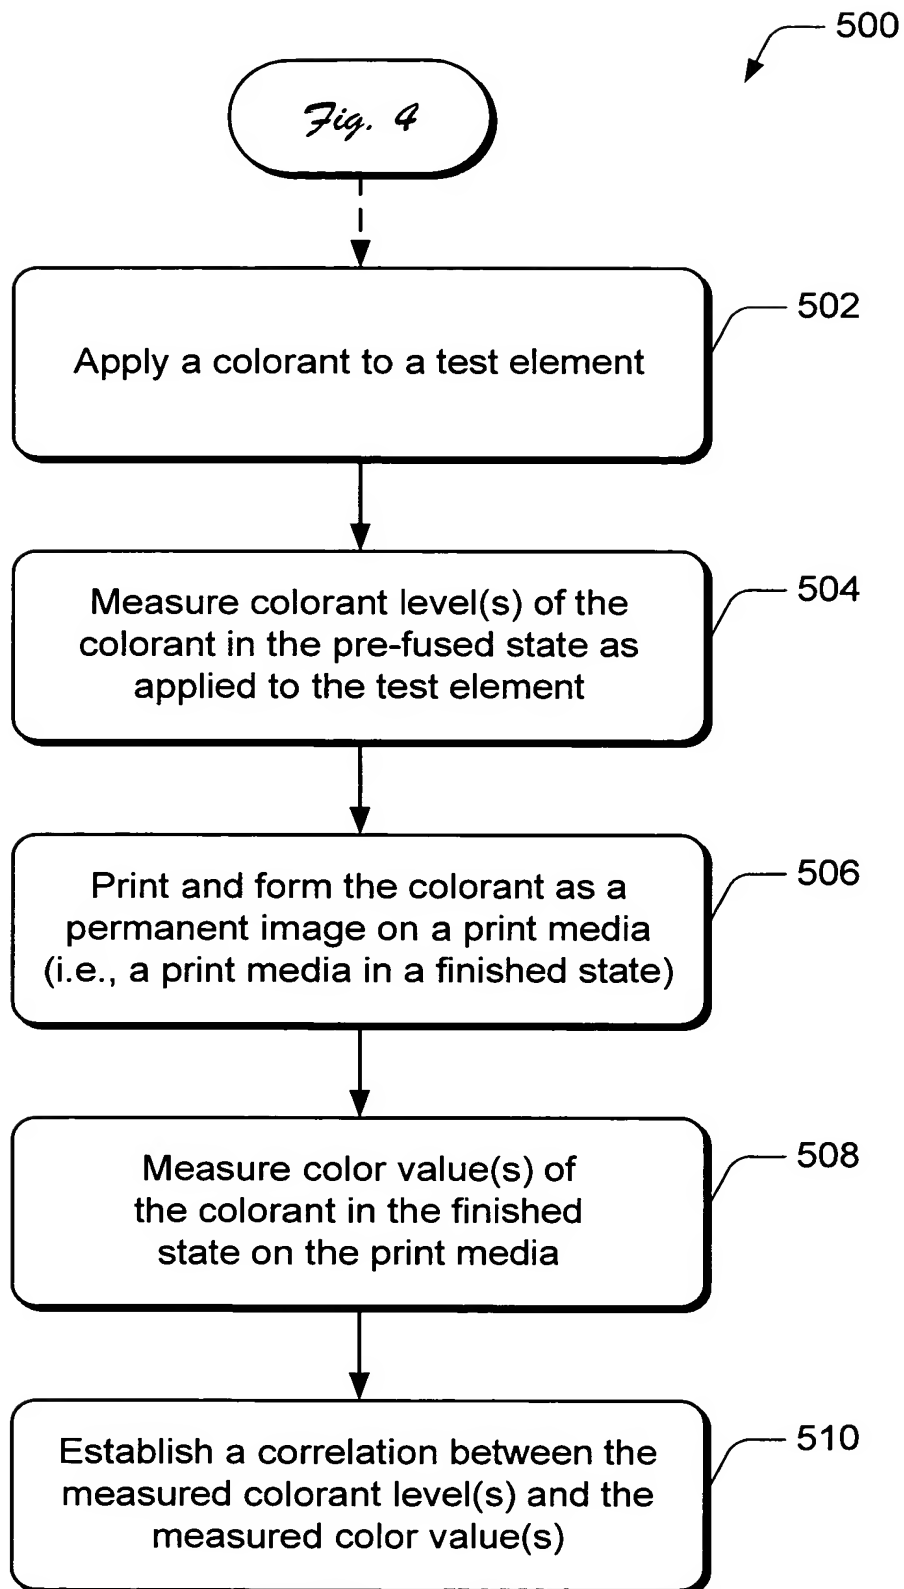 500
Fig. 4
Apply a colorant to a test element
502
Measure colorant level(s) of the
colorant in the pre-fused state as
applied to the test element
504
Print and form the colorant as a
permanent image on a print media
(i.e., a print media in a finished state)
506
Measure color value(s) of
the colorant in the finished
state on the print media
508
Establish a correlation between the
measured colorant level(s) and the
measured color value(s)
510